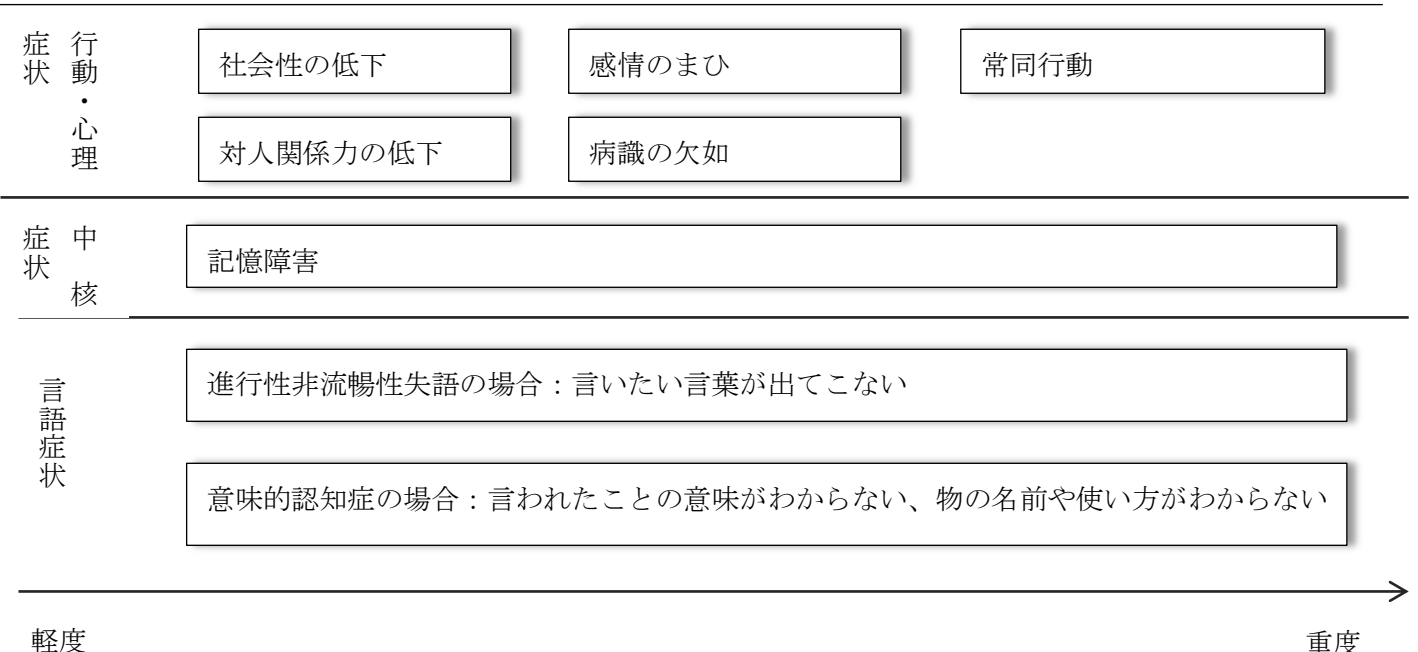 行動・心理
症状
社会性の低下
感情のまひ
常同行動
対人関係力の低下
病識の欠如
中核
症状
記憶障害
言語症状
進行性非流暢性失語の場合：言いたい言葉が出てこない
意味的認知症の場合：言われたことの意味がわからない、物の名前や使い方がわからない
軽度
重度